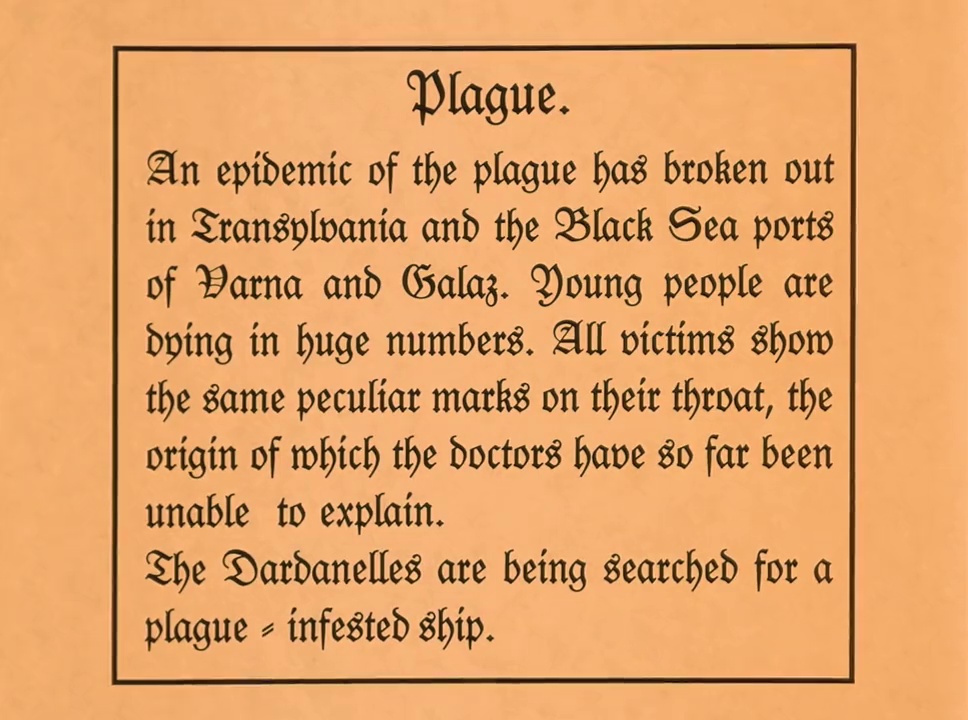 Plague.
An epidemic of the plague has broken out
in Transylvania and the Black Sea ports
of Varna and Galaz. Young people are
dying in huge numbers. All victims show
the same peculiar marks on their throat, the
origin of which the doctors have so far been
unable to explain.
The Dardanelles are being searched for a
plague - infested ship.